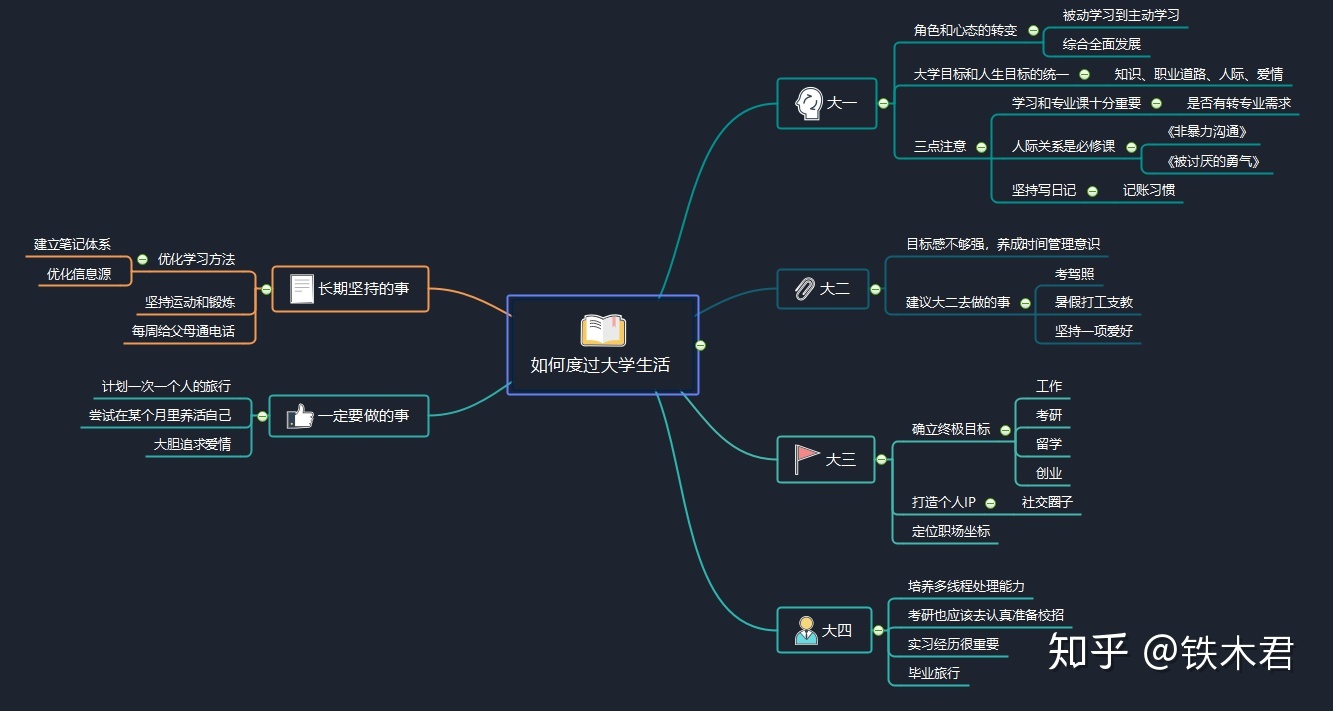 如何度过大学生活
大一
角色和心态的转变
被动学习到主动学习
综合全面发展
大学目标和人生目标的统一
知识、职业道路、人际、爱情
三点注意
学习和专业课十分重要
是否有转专业需求
人际关系是必修课
《非暴力沟通》
《被讨厌的勇气》
坚持写日记
记账习惯
大二
目标感不够强，养成时间管理意识
建议大二去做的事
考驾照
暑假打工支教
坚持一项爱好
大三
确立终极目标
工作
考研
留学
创业
打造个人IP
社交圈子
定位职场坐标
大四
培养多线程处理能力
考研也应该去认真准备校招
实习经历很重要
毕业旅行
长期坚持的事
优化学习方法
建立笔记体系
优化信息源
坚持运动和锻炼
每周给父母通电话
一定要做的事
计划一次一个人的旅行
尝试在某个月里养活自己
大胆追求爱情
知乎 @铁木君